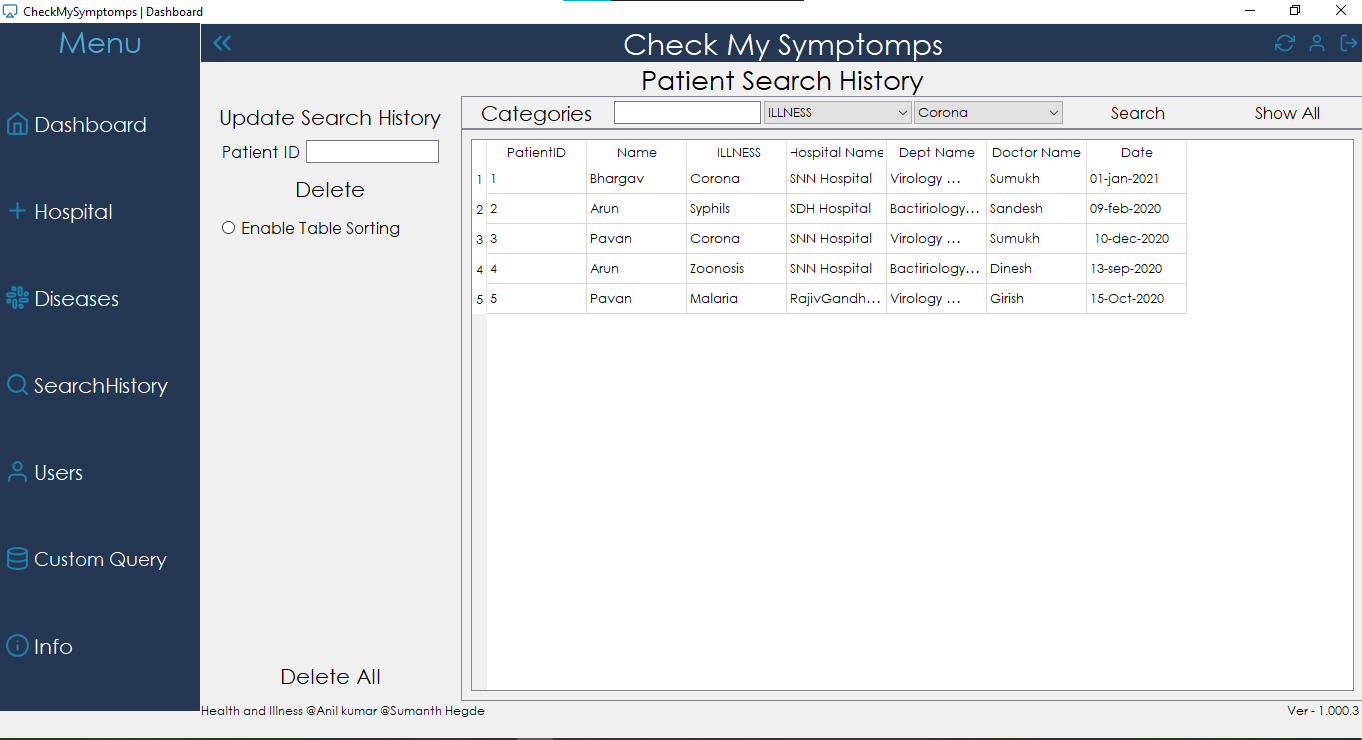 CheckMySymptomps | Dashboard
Menu
Check My Symptomps
Patient Search History
Dashboard
Hospital
Diseases
SearchHistory
Users
Custom Query
Info
Update Search History
Patient ID
Delete
Enable Table Sorting
Delete All
Categories ILLNESS Corona Search Show All
PatientID Name ILLNESS Hospital Name Dept Name Doctor Name Date
1 1 Bhargav Corona SNN Hospital Virology ... Sumukh 01-jan-2021
2 2 Arun Syphils SDH Hospital Bactiriology... Sandesh 09-feb-2020
3 3 Pavan Corona SNN Hospital Virology ... Sumukh 10-dec-2020
4 4 Arun Zoonosis SNN Hospital Bactiriology... Dinesh 13-sep-2020
5 5 Pavan Malaria RajivGandh... Virology ... Girish 15-Oct-2020
Health and Illness @Anil kumar @Sumanth Hegde
Ver - 1.000.3